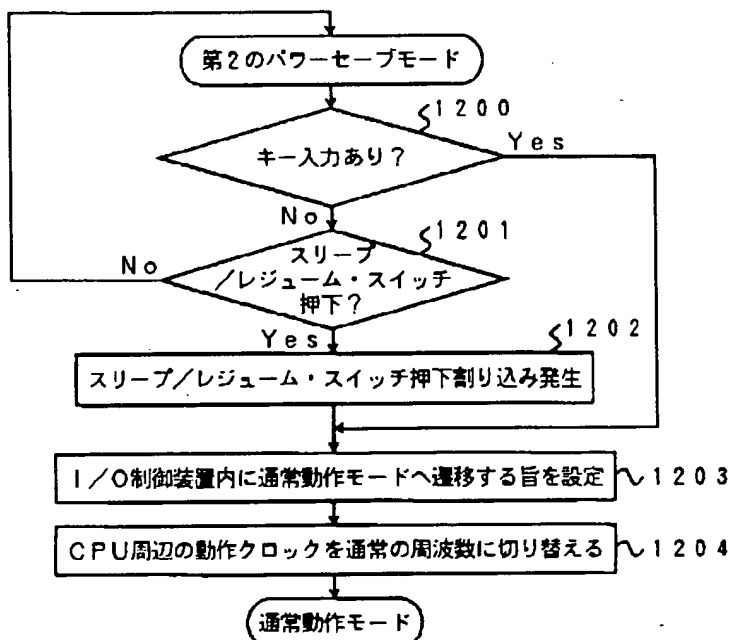 第2のパワーセーブモード
1200
キー入力あり？
Yes
No
1201
スリープ
／レジューム・スイッチ
押下？
No
Yes
1202
スリープ／レジューム・スイッチ押下割り込み発生
I／O制御装置内に通常動作モードへ遷移する旨を設定
1203
CPU周辺の動作クロックを通常の周波数に切り替える
1204
通常動作モード